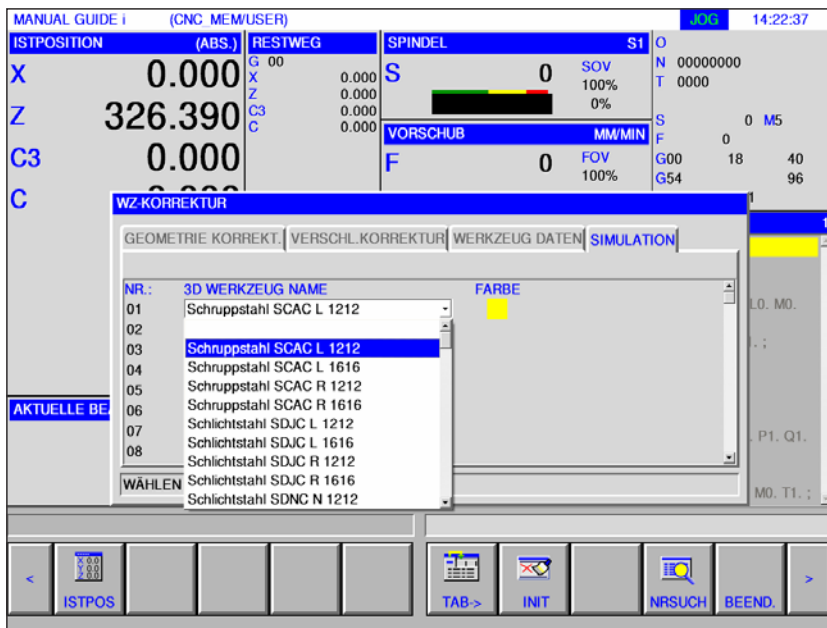 MANUAL GUIDE i (CNC_MEM/USER) JOG 14:22:37
ISTPOSITION (ABS.)
X 0.000
Z 326.390
C3 0.000
C
RESTWEG
G 00
X 0.000
Z 0.000
C3 0.000
C 0.000
SPINDEL S1
S 0 SOV
100%
0%
VORSCHUB MM/MIN
F 0 FOV
100%
O
N 00000000
T 0000
S 0 M5
F 0
G00 18 40
G54 96
1
1
WZ-KORREKTUR
GEOMETRIE KORREKT. VERSCHL.KORREKTUR WERKZEUG DATEN SIMULATION
NR.: 3D WERKZEUG NAME FARBE
01 Schruppstahl SCAC L 1212
02
03 Schruppstahl SCAC L 1212
04 Schruppstahl SCAC L 1616
05 Schruppstahl SCAC R 1212
06 Schruppstahl SCAC R 1616
07 Schlichtstahl SDJC L 1212
Schlichtstahl SDJC L 1616
08 Schlichtstahl SDJC R 1212
Schlichtstahl SDJC R 1616
Schlichtstahl SDNC N 1212
WÄHLEN
AKTUELLE BE
L0. M0.
. ;
. P1. Q1.
M0. T1. ;
< ISTPOS TAB-> INIT NRSUCH BEEND. >